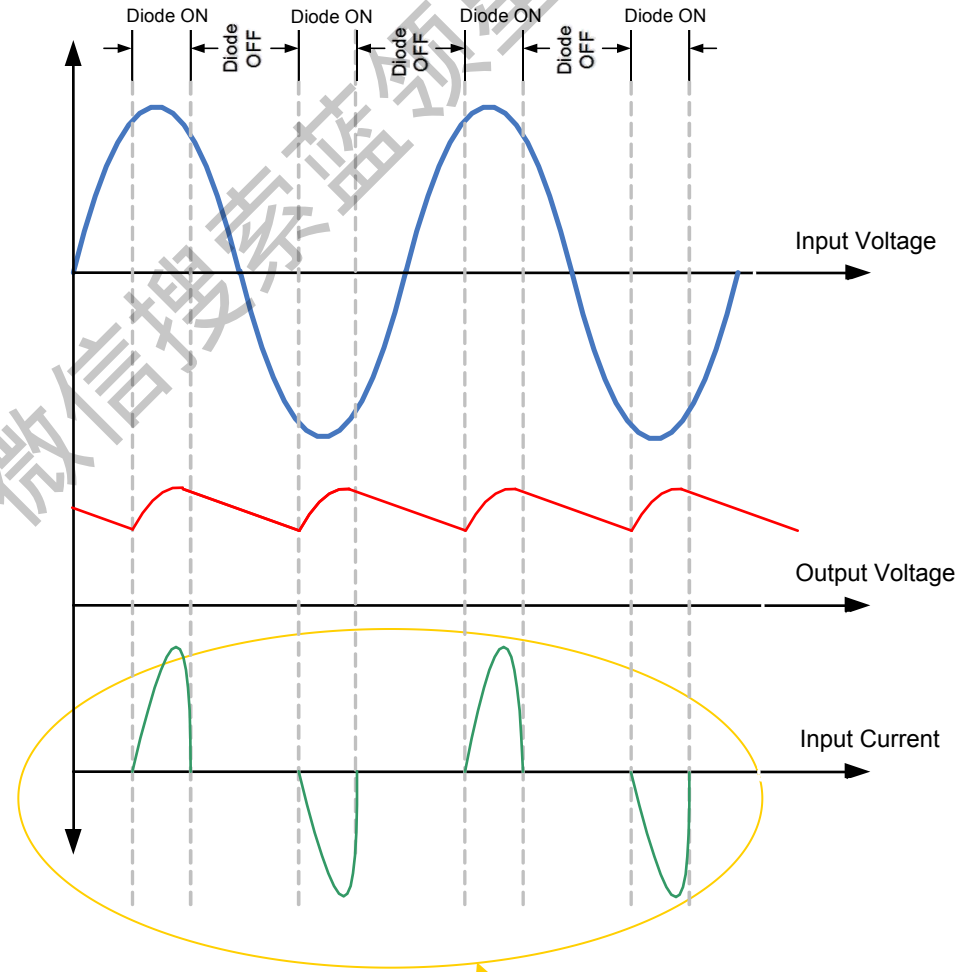 Diode ON
Diode ON
Diode ON
Diode ON
Diode
OFF
Diode
OFF
Diode
OFF
Input Voltage
Output Voltage
Input Current
微信搜索蓝领星